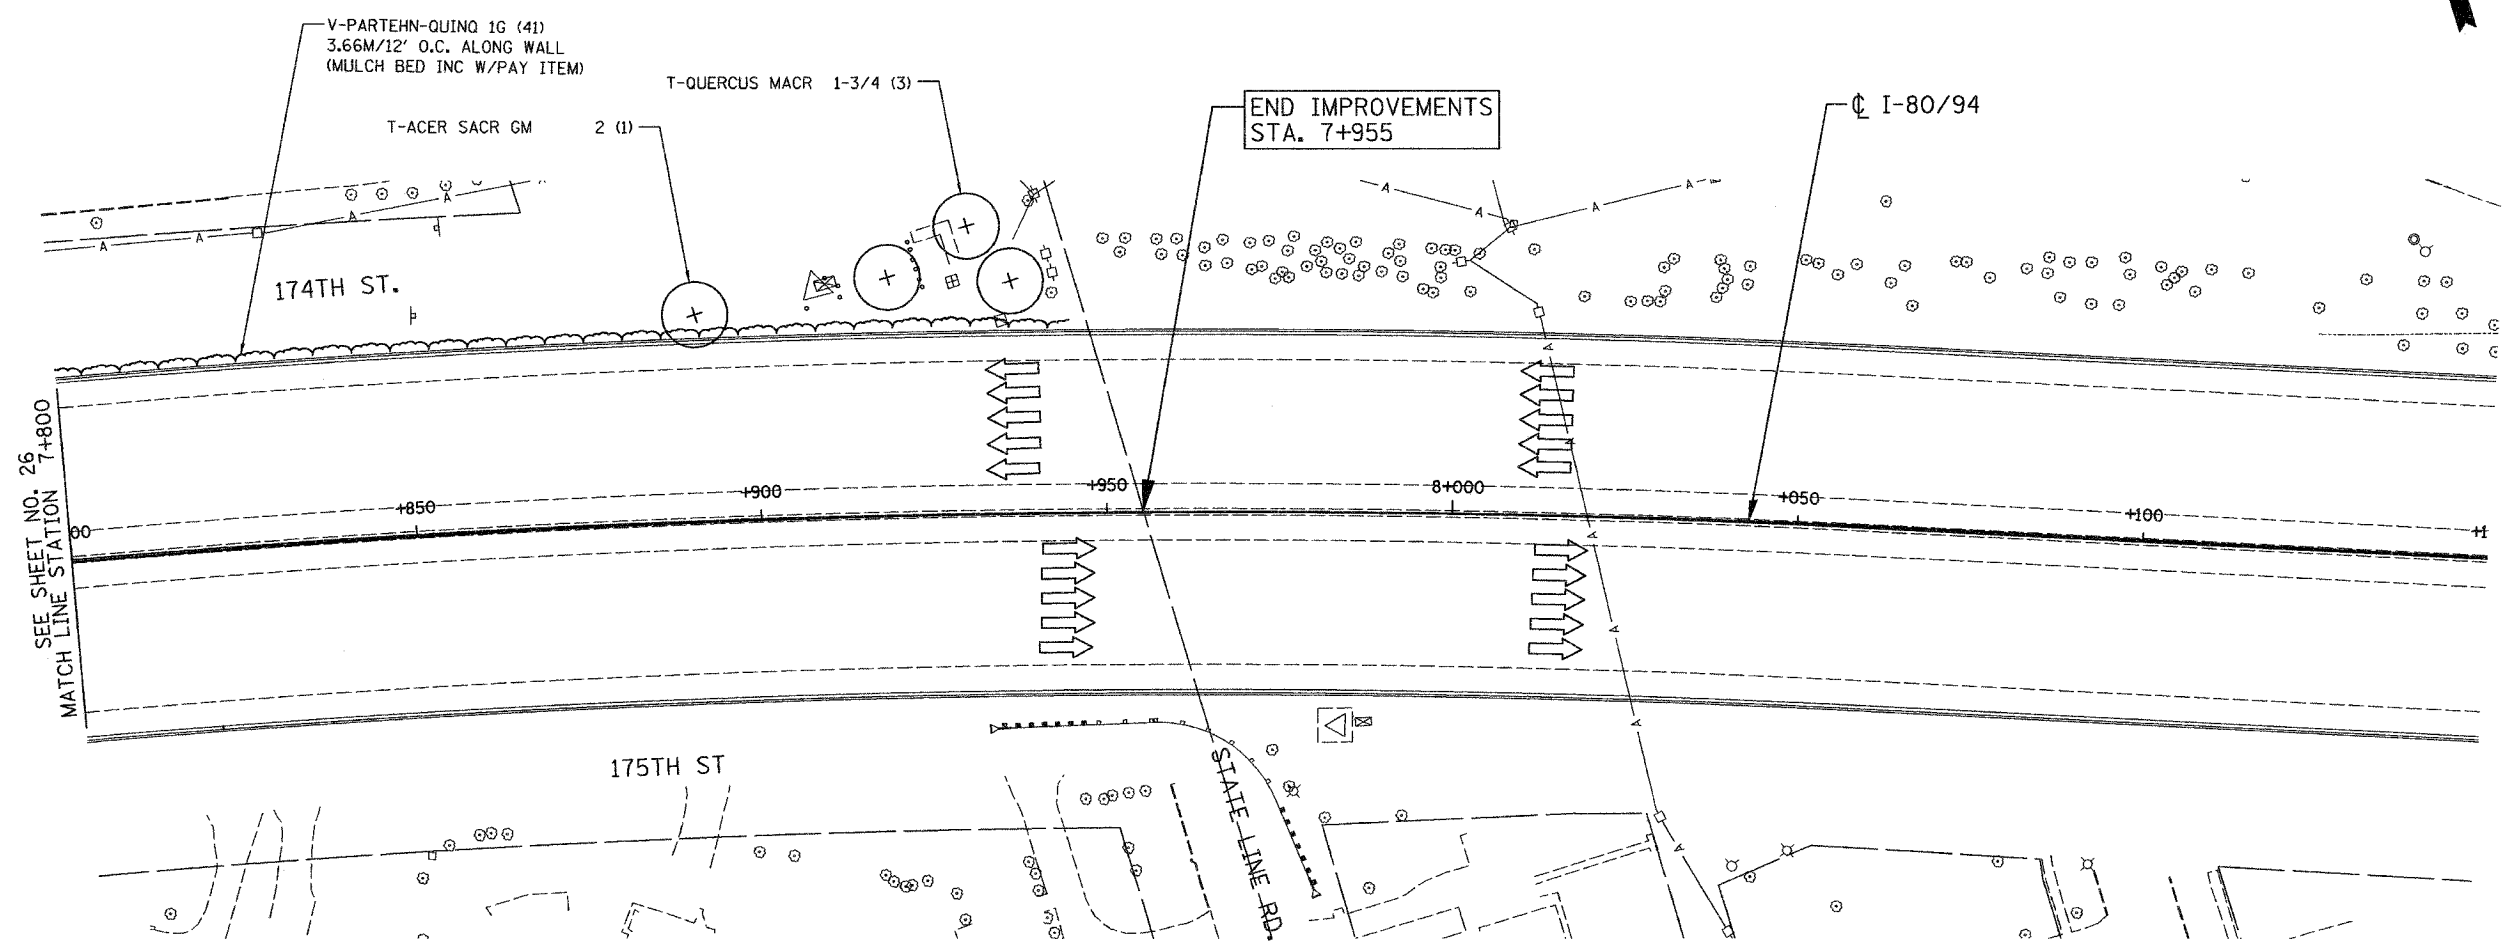 V-PARTEHN-QUINQ 1G (41)
3.66M/12' O.C. ALONG WALL
(MULCH BED INC W/PAY ITEM)
T-QUERCUS MACR 1-3/4 (3)
T-ACER SACR GM 2 (1)
END IMPROVEMENTS
STA. 7+955
℄ I-80/94
A A A A
A A A A
174TH ST.
SEE SHEET NO. 26
MATCH LINE STATION 7+800
00
+850
+900
+950
8+000
+050
+100
+1
A
A
A
A
A
A
175TH ST
STATE LINE RD.